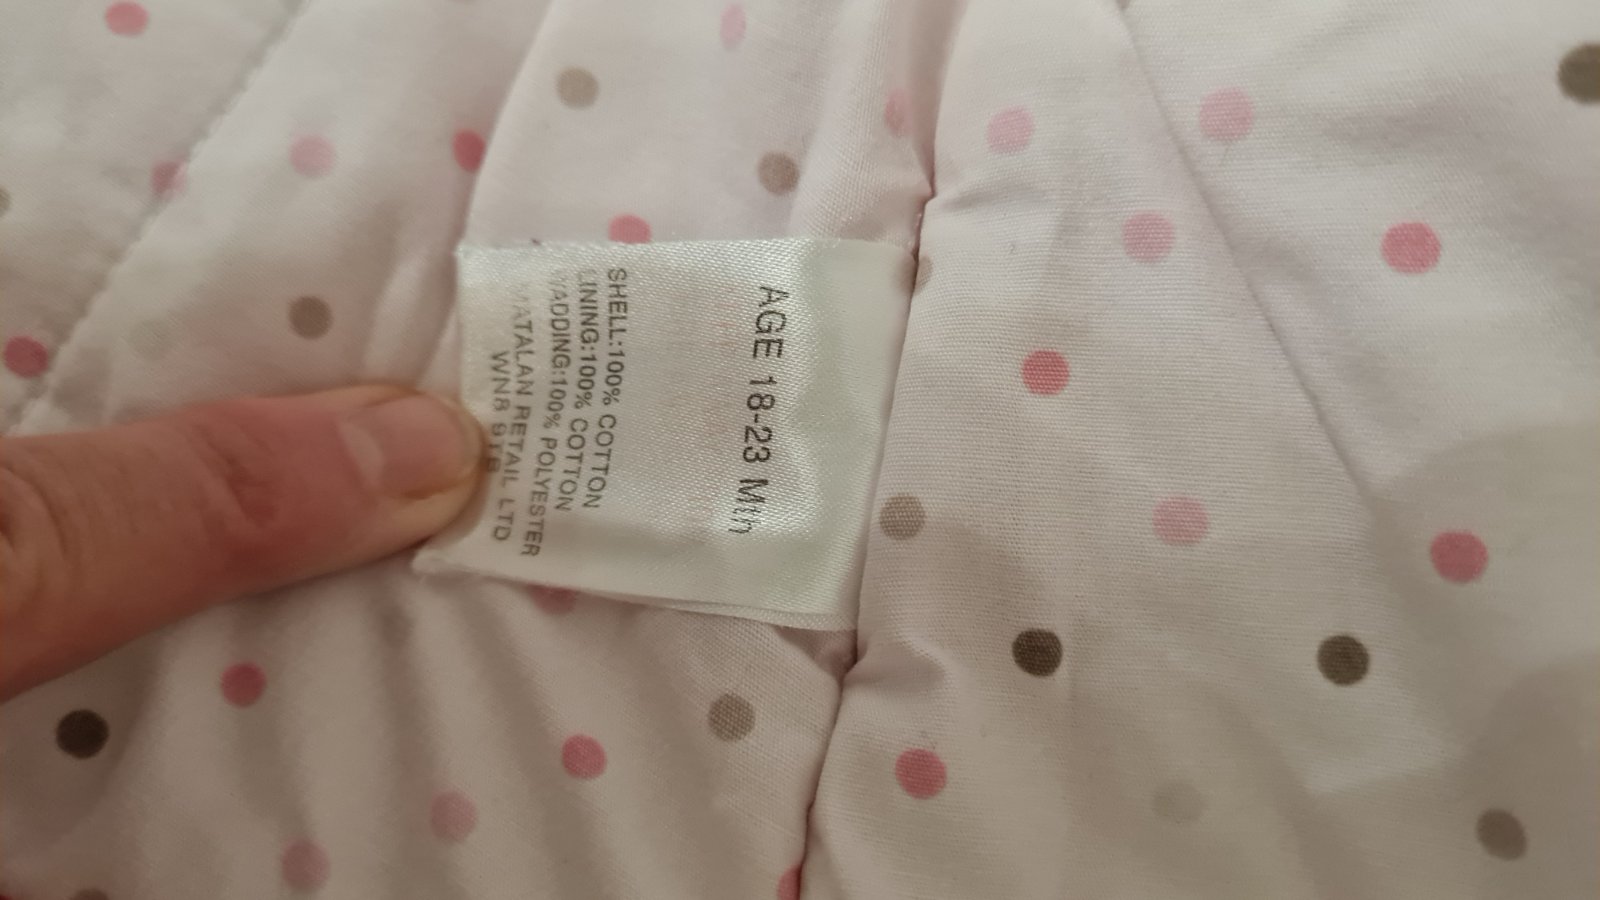 AGE 18-23 Mth
SHELL:100% COTTON
LINING:100% COTTON
WADDING:100% POLYESTER
MATALAN RETAIL LTD
WN8 9TB